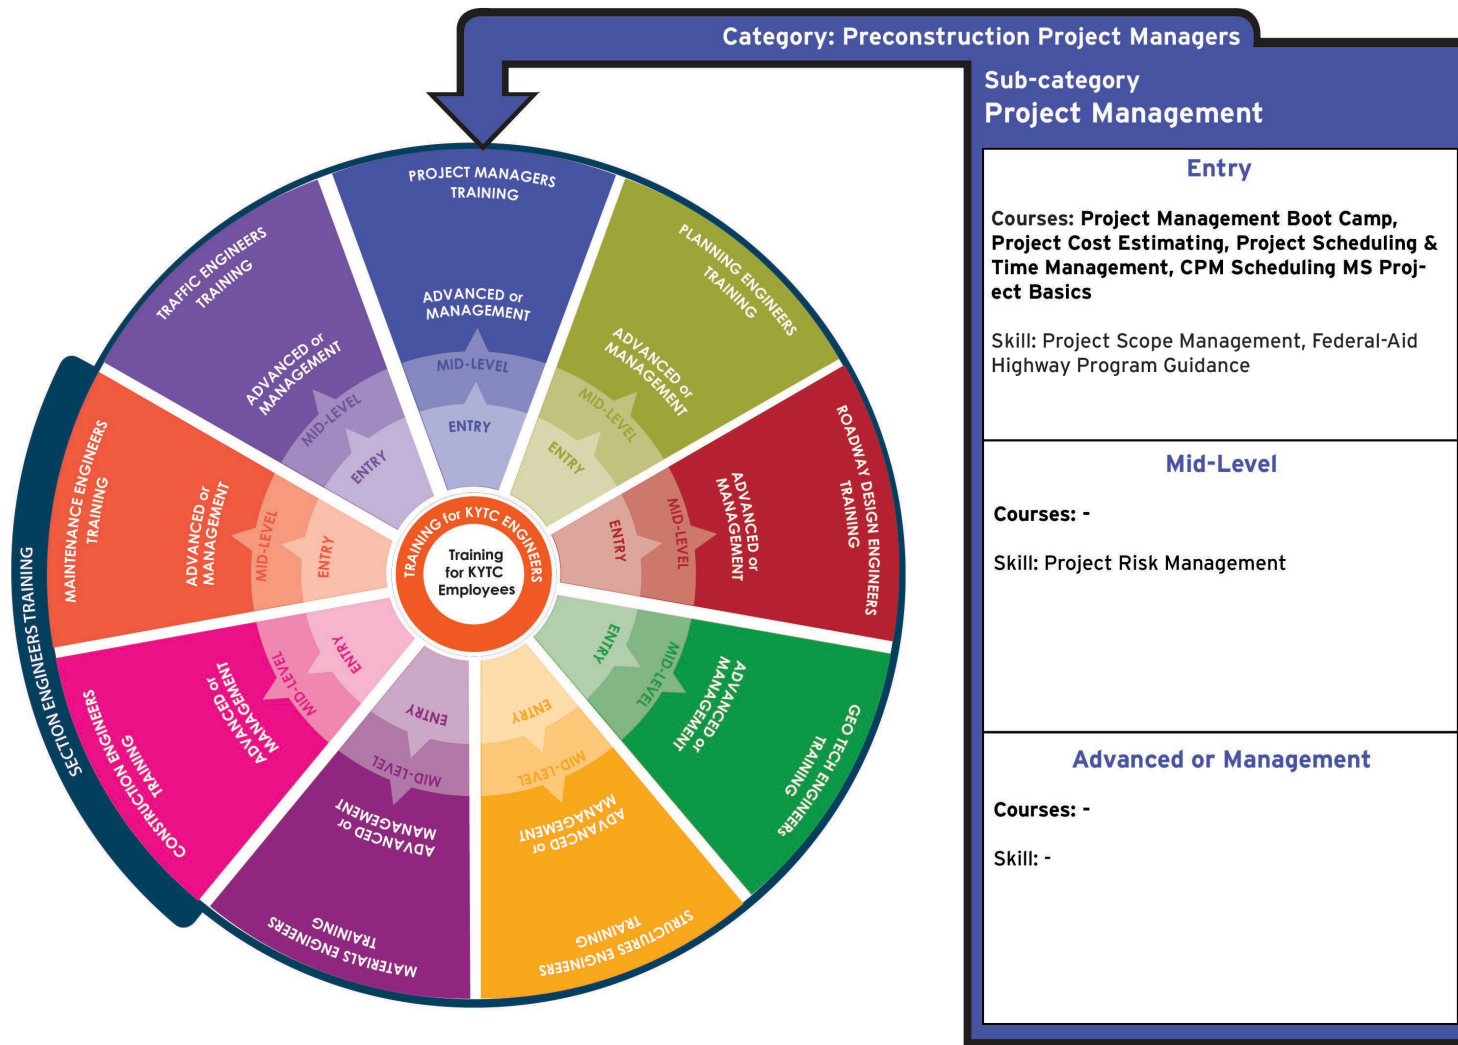 Category: Preconstruction Project Managers
Sub-category
Project Management
Entry
Courses: Project Management Boot Camp,
Project Cost Estimating, Project Scheduling &
Time Management, CPM Scheduling MS Proj-
ect Basics
Skill: Project Scope Management, Federal-Aid
Highway Program Guidance
Mid-Level
Courses: -
Skill: Project Risk Management
Advanced or Management
Courses: -
Skill: -
PROJECT MANAGERS
TRAINING
ADVANCED or
MANAGEMENT
MID-LEVEL
ENTRY
PLANNING ENGINEERS
TRAINING
ADVANCED or
MANAGEMENT
MID-LEVEL
ENTRY
ROADWAY DESIGN ENGINEERS
TRAINING
ADVANCED or
MANAGEMENT
MID-LEVEL
ENTRY
GEO TECH ENGINEERS
TRAINING
ADVANCED or
MANAGEMENT
MID-LEVEL
ENTRY
STRUCTURES ENGINEERS
TRAINING
ADVANCED or
MANAGEMENT
MID-LEVEL
ENTRY
MATERIALS ENGINEERS
TRAINING
ADVANCED or
MANAGEMENT
MID-LEVEL
ENTRY
CONSTRUCTION ENGINEERS
TRAINING
ADVANCED or
MANAGEMENT
MID-LEVEL
ENTRY
MAINTENANCE ENGINEERS
TRAINING
ADVANCED or
MANAGEMENT
MID-LEVEL
ENTRY
TRAFFIC ENGINEERS
TRAINING
ADVANCED or
MANAGEMENT
MID-LEVEL
ENTRY
SECTION ENGINEERS TRAINING
TRAINING for KYTC ENGINEERS
Training
for KYTC
Employees